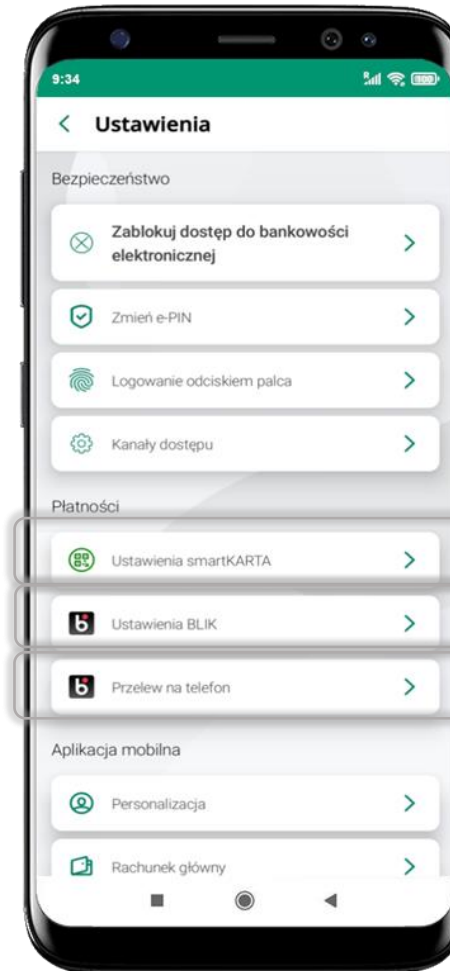 9:34
Ustawienia
Bezpieczeństwo
Zablokuj dostęp do bankowości
elektronicznej
Zmień e-PIN
Logowanie odciskiem palca
Kanały dostępu
Płatności
Ustawienia smartKARTA
Ustawienia BLIK
Przelew na telefon
Aplikacja mobilna
Personalizacja
Rachunek główny